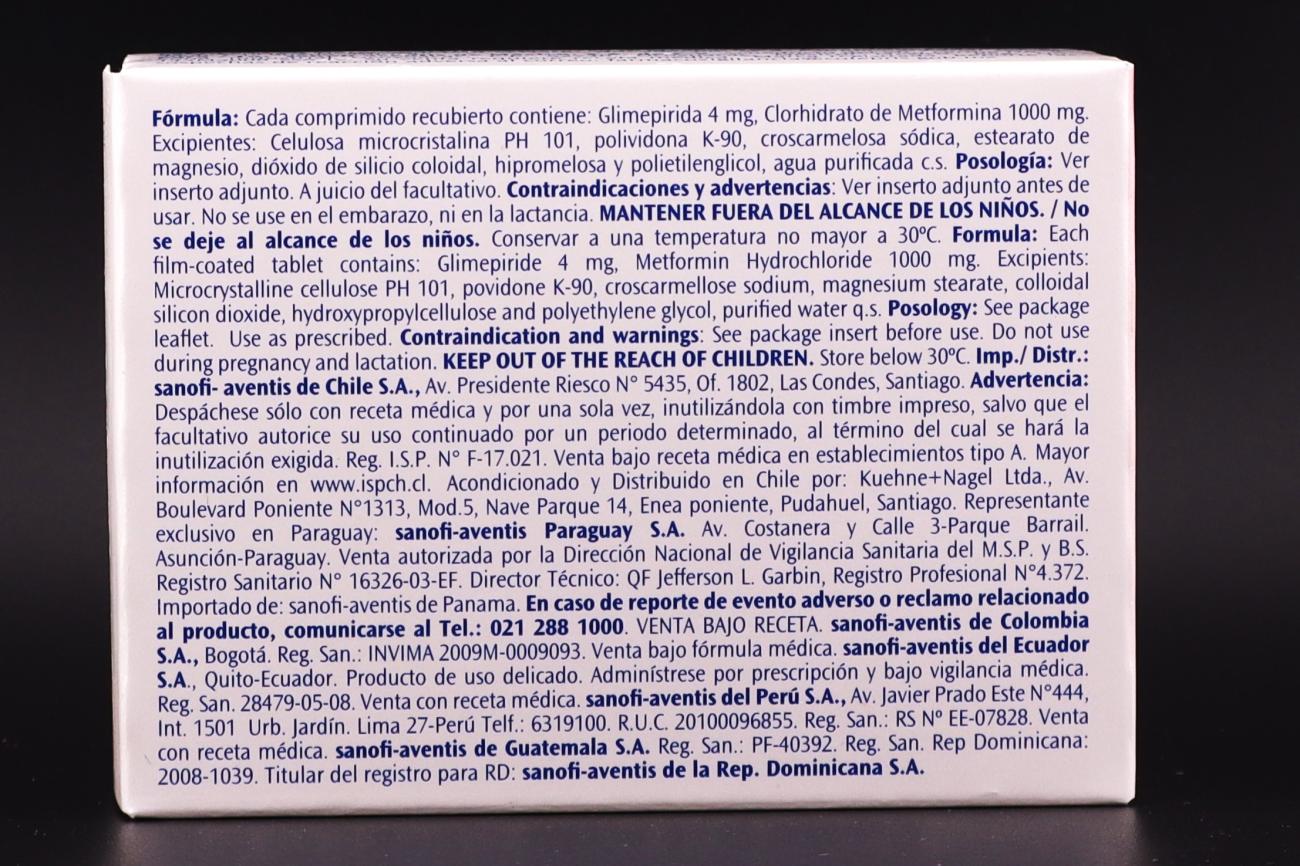 Fórmula: Cada comprimido recubierto contiene: Glimepirida 4 mg, Clorhidrato de Metformina 1000 mg.
Excipientes: Celulosa microcristalina PH 101, polividona K-90, croscarmelosa sódica, estearato de
magnesio, dióxido de silicio coloidal, hipromelosa y polietilenglicol, agua purificada c.s. Posología: Ver
inserto adjunto. A juicio del facultativo. Contraindicaciones y advertencias: Ver inserto adjunto antes de
usar. No se use en el embarazo, ni en la lactancia. MANTENER FUERA DEL ALCANCE DE LOS NIÑOS. / No
se deje al alcance de los niños. Conservar a una temperatura no mayor a 30ºC. Formula: Each
film-coated tablet contains: Glimepiride 4 mg, Metformin Hydrochloride 1000 mg. Excipients:
Microcrystalline cellulose PH 101, povidone K-90, croscarmellose sodium, magnesium stearate, colloidal
silicon dioxide, hydroxypropylcellulose and polyethylene glycol, purified water q.s. Posology: See package
leaflet. Use as prescribed. Contraindication and warnings: See package insert before use. Do not use
during pregnancy and lactation. KEEP OUT OF THE REACH OF CHILDREN. Store below 30ºC. Imp./ Distr.:
sanofi- aventis de Chile S.A., Av. Presidente Riesco N° 5435, Of. 1802, Las Condes, Santiago. Advertencia:
Despáchese sólo con receta médica y por una sola vez, inutilizándola con timbre impreso, salvo que el
facultativo autorice su uso continuado por un periodo determinado, al término del cual se hará la
inutilización exigida. Reg. I.S.P. N° F-17.021. Venta bajo receta médica en establecimientos tipo A. Mayor
información en www.ispch.cl. Acondicionado y Distribuido en Chile por: Kuehne+Nagel Ltda., Av.
Boulevard Poniente N°1313, Mod.5, Nave Parque 14, Enea poniente, Pudahuel, Santiago. Representante
exclusivo en Paraguay: sanofi-aventis Paraguay S.A. Av. Costanera y Calle 3-Parque Barrail.
Asunción-Paraguay. Venta autorizada por la Dirección Nacional de Vigilancia Sanitaria del M.S.P. y B.S.
Registro Sanitario N° 16326-03-EF. Director Técnico: QF Jefferson L. Garbin, Registro Profesional N°4.372.
Importado de: sanofi-aventis de Panama. En caso de reporte de evento adverso o reclamo relacionado
al producto, comunicarse al Tel.: 021 288 1000. VENTA BAJO RECETA. sanofi-aventis de Colombia
S.A., Bogotá. Reg. San.: INVIMA 2009M-0009093. Venta bajo fórmula médica. sanofi-aventis del Ecuador
S.A., Quito-Ecuador. Producto de uso delicado. Adminístrese por prescripción y bajo vigilancia médica.
Reg. San. 28479-05-08. Venta con receta médica. sanofi-aventis del Perú S.A., Av. Javier Prado Este N°444,
Int. 1501 Urb. Jardín. Lima 27-Perú Telf.: 6319100. R.U.C. 20100096855. Reg. San.: RS Nº EE-07828. Venta
con receta médica. sanofi-aventis de Guatemala S.A. Reg. San.: PF-40392. Reg. San. Rep Dominicana:
2008-1039. Titular del registro para RD: sanofi-aventis de la Rep. Dominicana S.A.